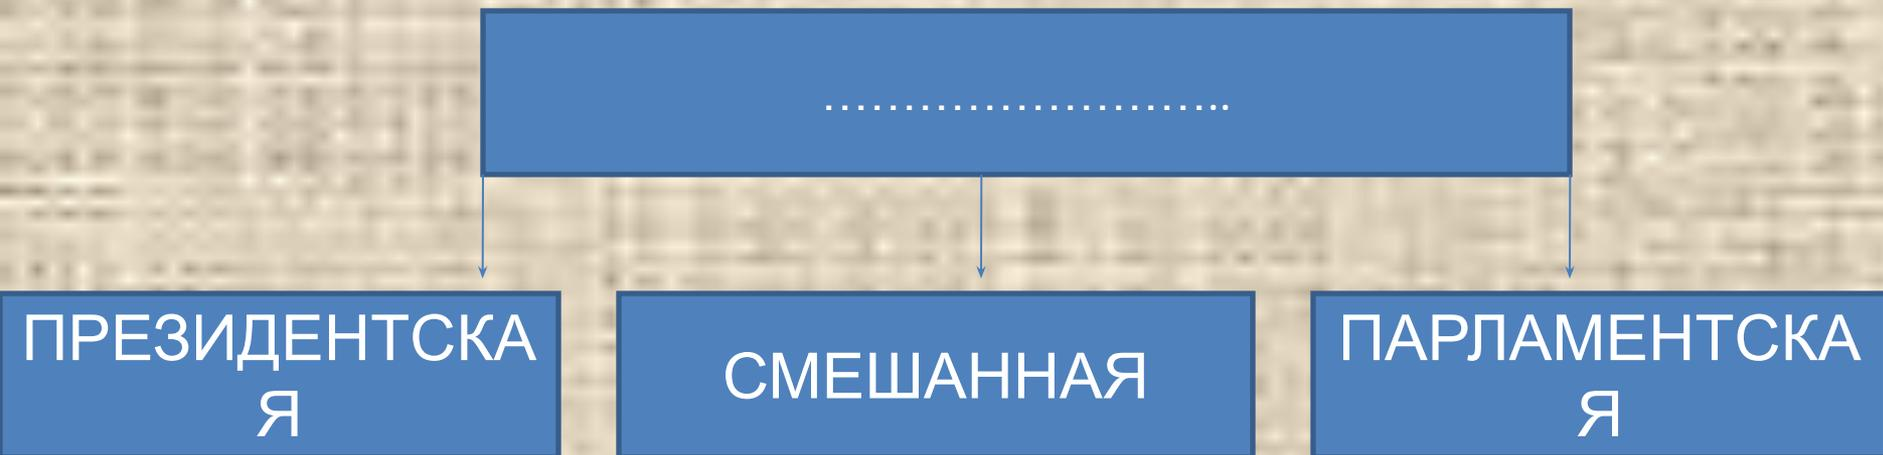 ………………………..
ПРЕЗИДЕНТСКА
Я
СМЕШАННАЯ
ПАРЛАМЕНТСКА
Я